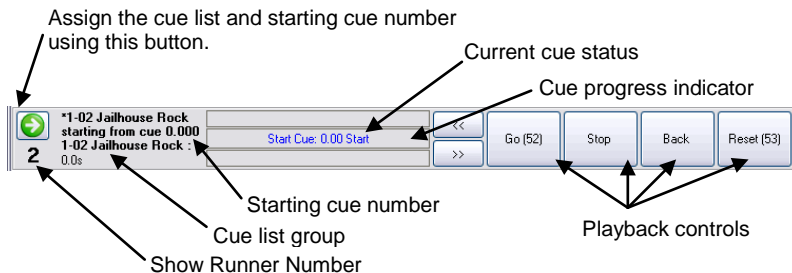 Assign the cue list and starting cue number
using this button.
Current cue status
Cue progress indicator
*1-02 Jailhouse Rock
starting from cue 0.000
1-02 Jailhouse Rock :
0.0s
2
Start Cue: 0.00 Start
<<
>>
Go (52)
Stop
Back
Reset (53)
Starting cue number
Cue list group
Show Runner Number
Playback controls